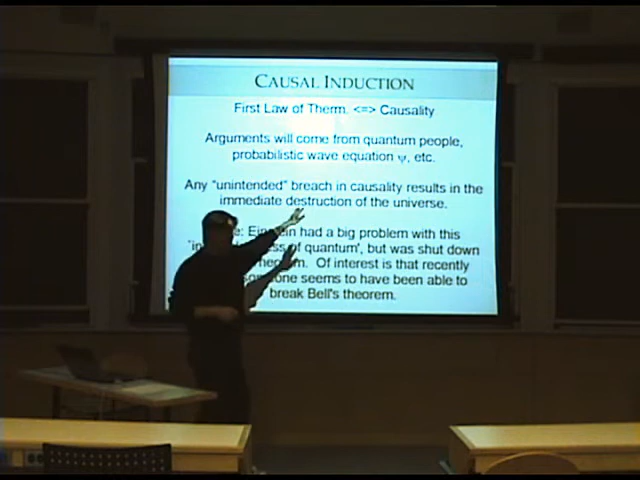 CAUSAL INDUCTION
First Law of Therm. <=> Causality
Arguments will come from quantum people,
probabilistic wave equation ψ, etc.
Any "unintended" breach in causality results in the
immediate destruction of the universe.
Einstein had a big problem with this
of quantum', but was shut down
Of interest is that recently
seems to have been able to
break Bell's theorem.